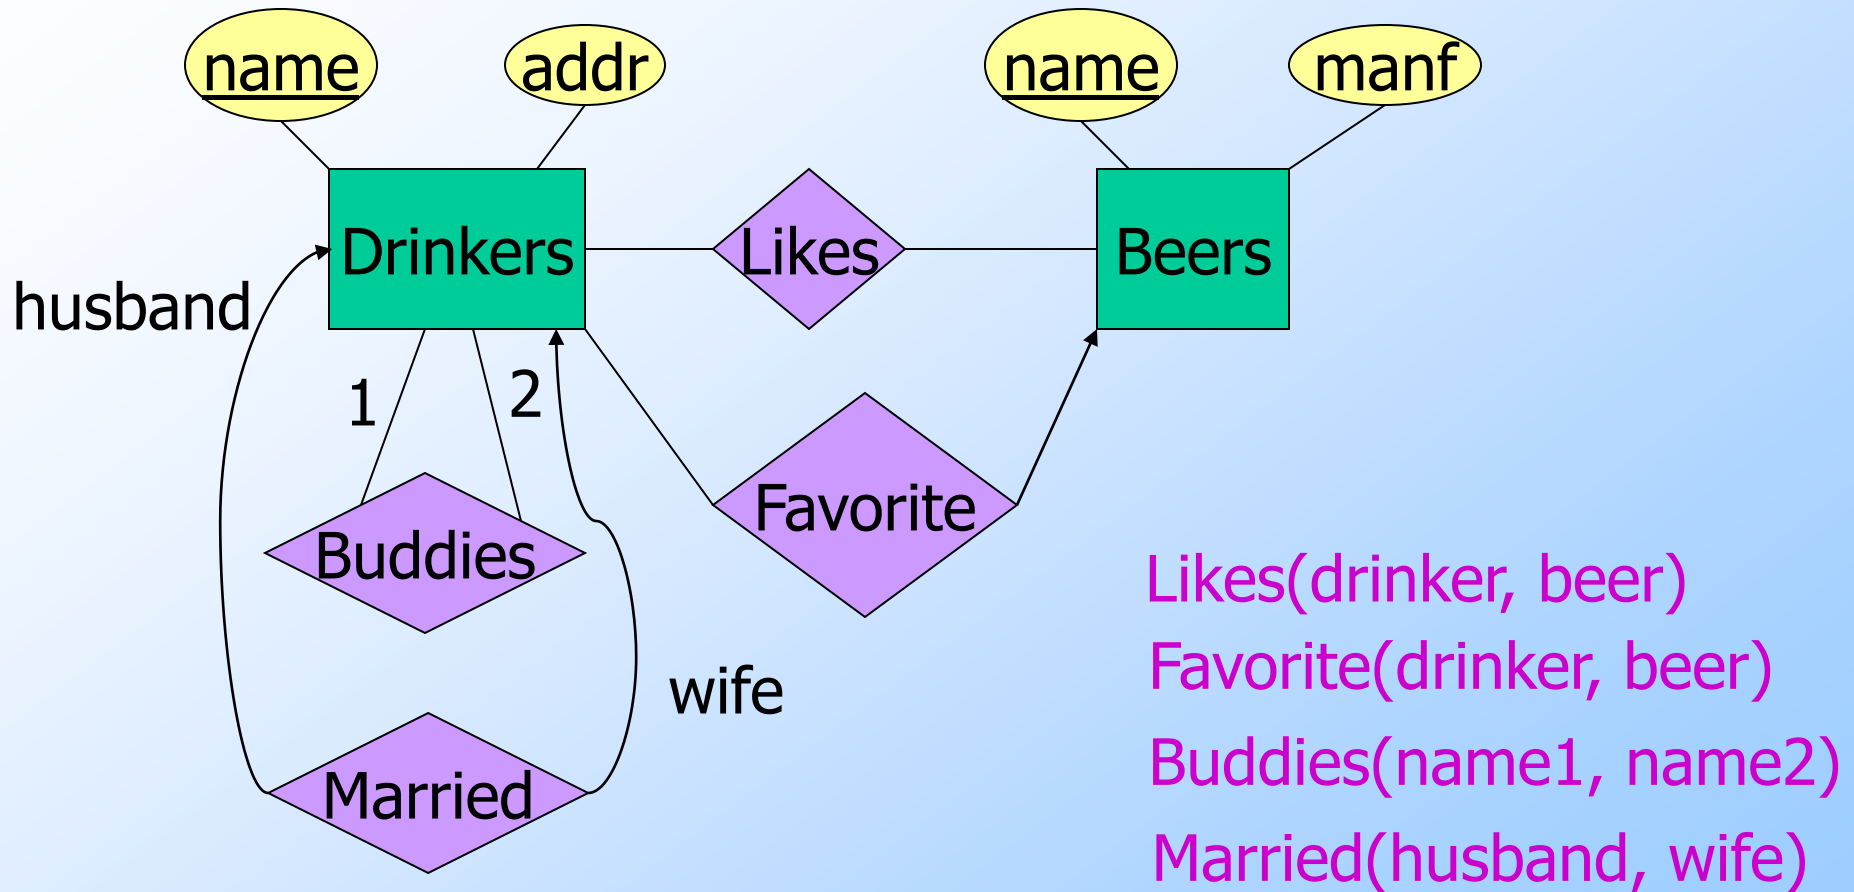 name
addr
name
manf
Drinkers
Likes
Beers
husband
1
2
Favorite
Buddies
wife
Married
Likes(drinker, beer)
Favorite(drinker, beer)
Buddies(name1, name2)
Married(husband, wife)